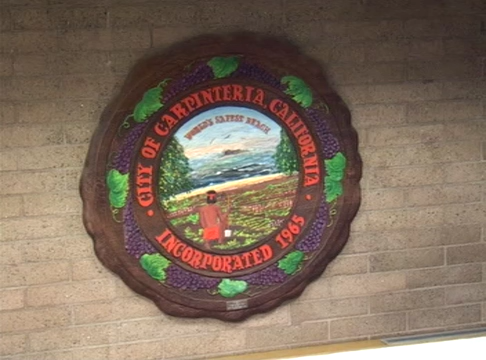 CITY OF CARPINTERIA, CALIFORNIA
WORLD'S SAFEST BEACH
INCORPORATED 1965